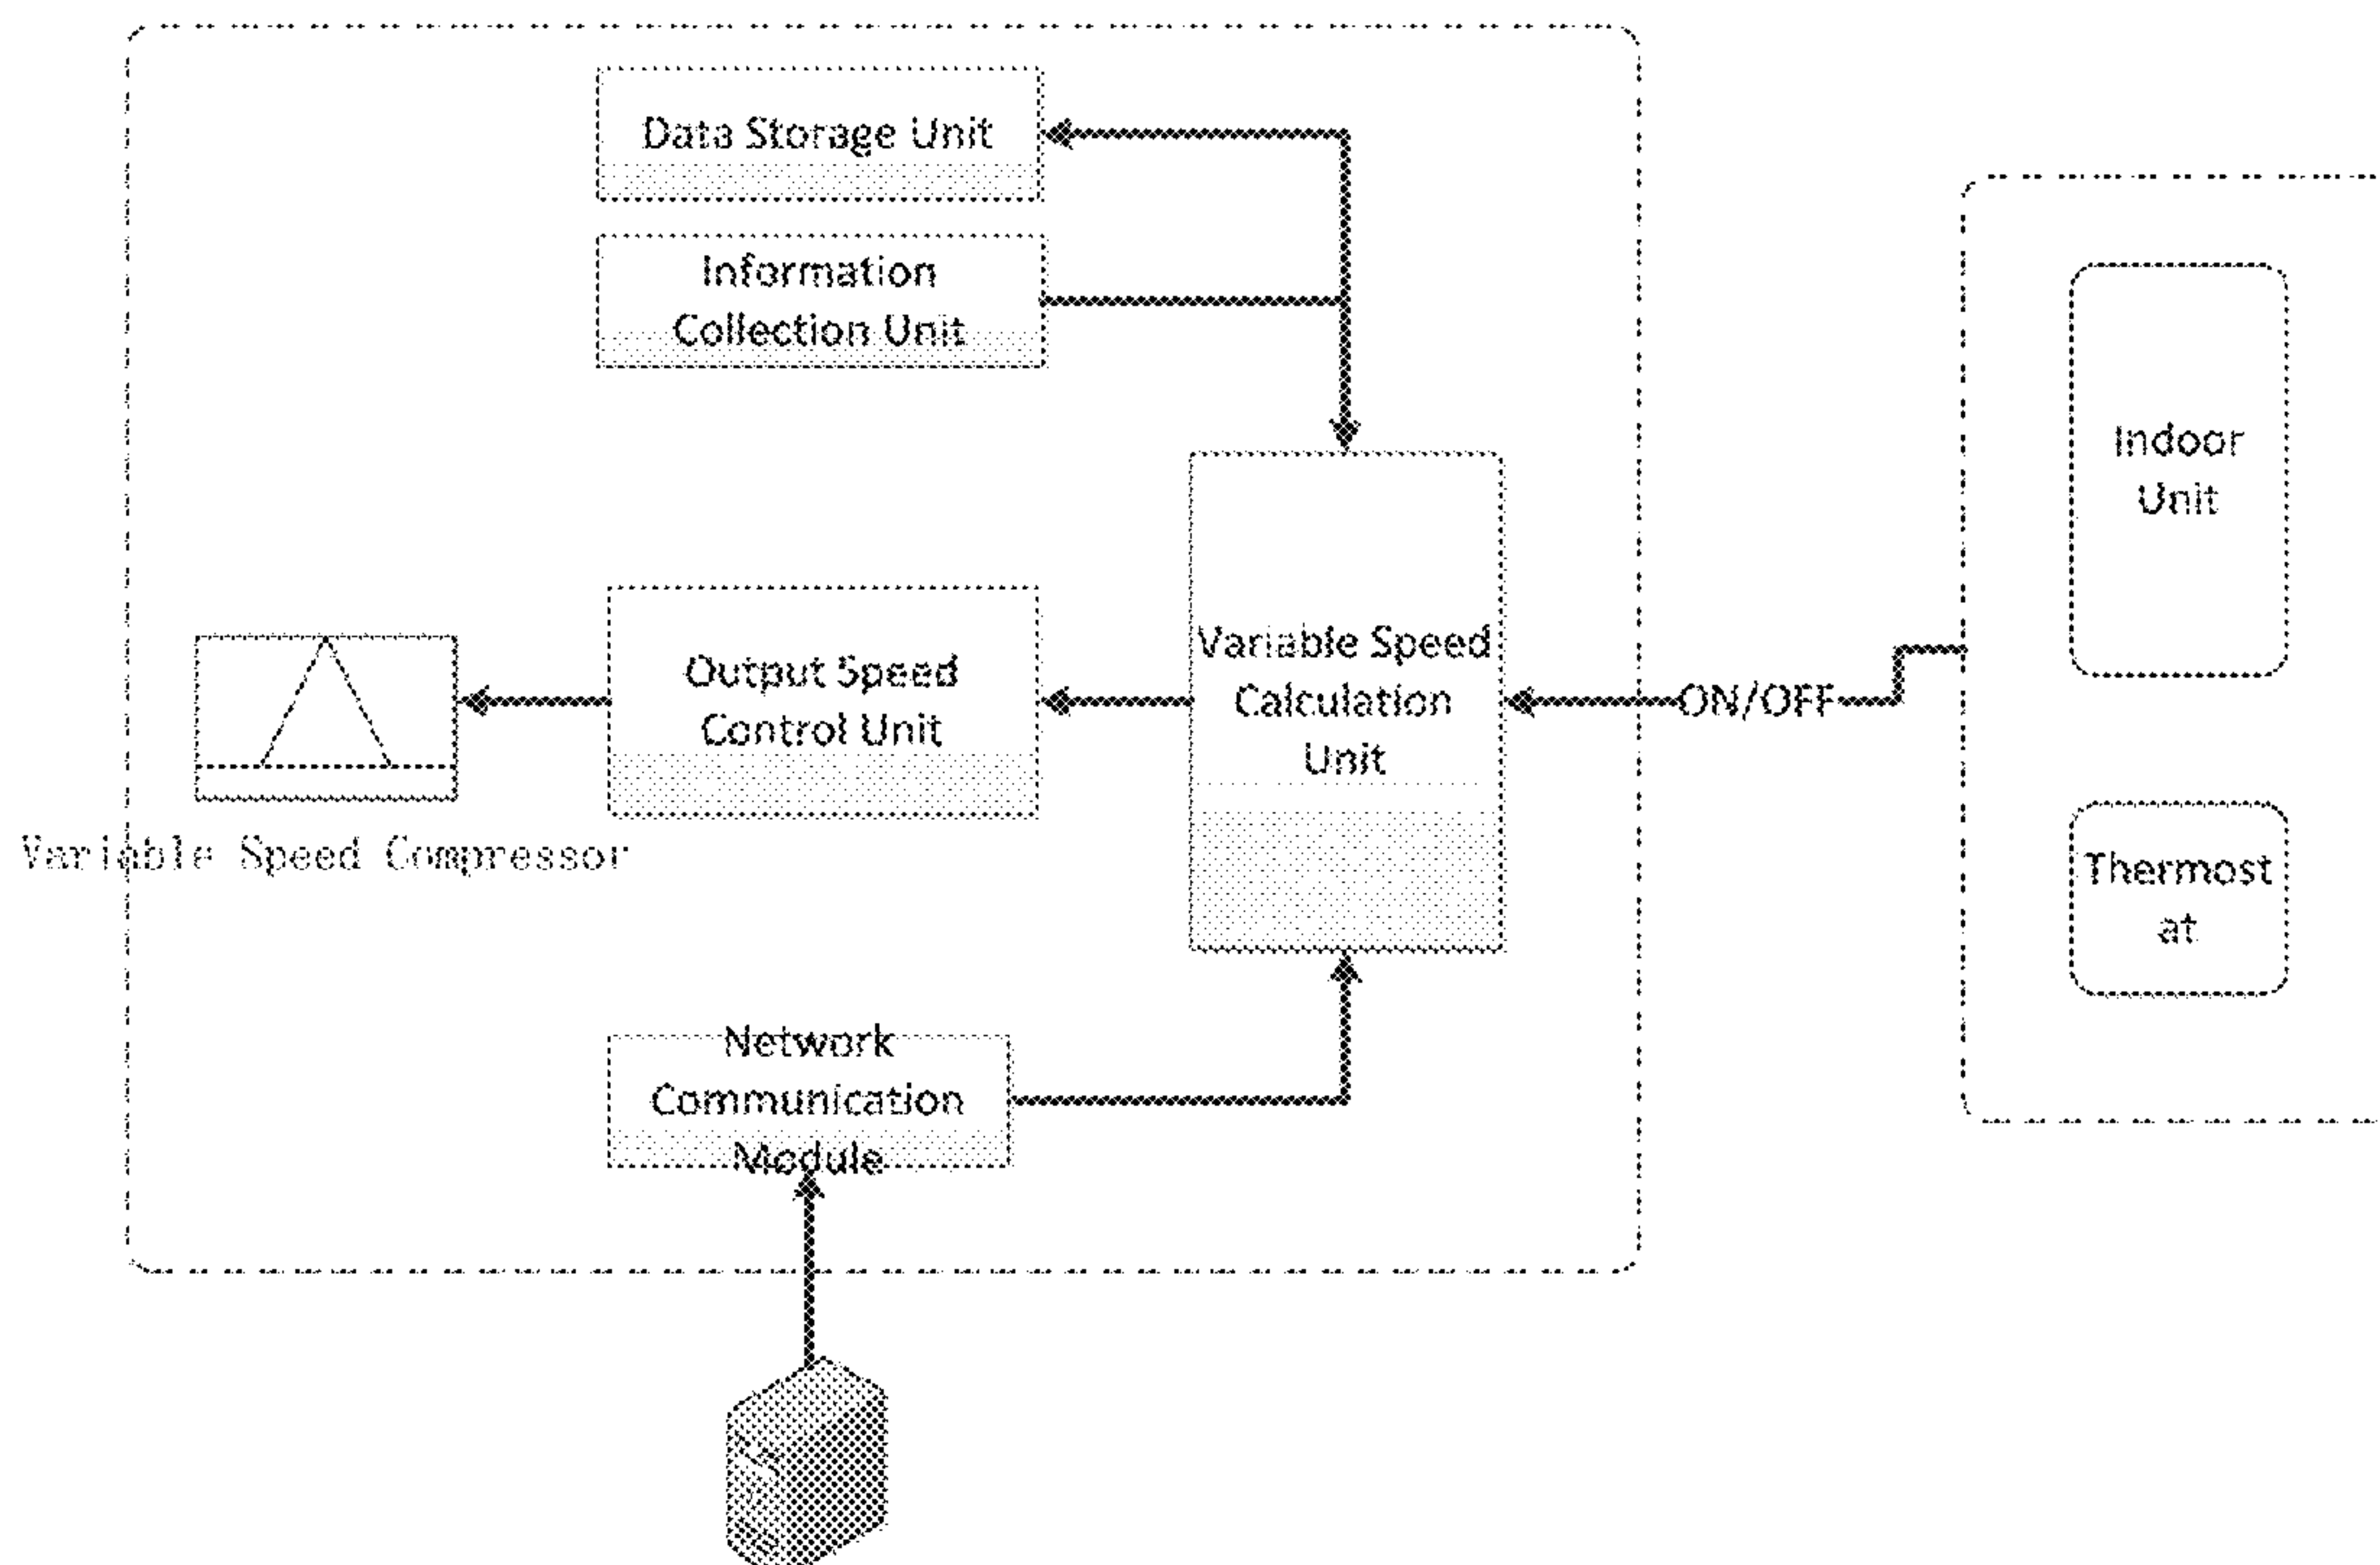 Data Storage Unit
Information
Collection Unit
Indoor
Unit
Variable Speed
Calculation
Unit
Output Speed
Control Unit
ON/OFF
Variable Speed Compressor
Thermost
at
Network
Communication
Module